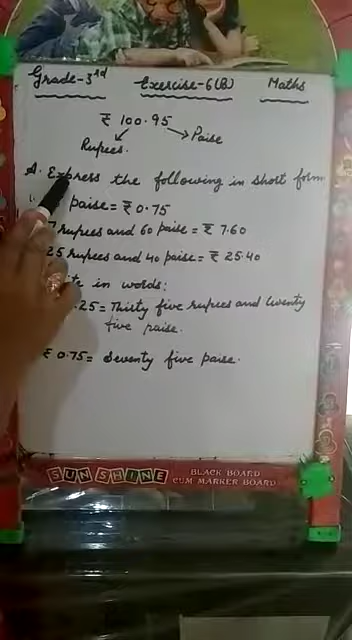 Grade-3rd Exercise-6(B) Maths
₹ 100.95
Rupees. Paise
A. Express the following in short form
paise = ₹ 0.75
rupees and 60 paise = ₹ 7.60
25 rupees and 40 paise = ₹ 25.40
in words:
.25 = Thirty five rupees and twenty
five paise.
₹ 0.75 = Seventy five paise.
SUNSHINE BLACK BOARD
CUM MARKER BOARD